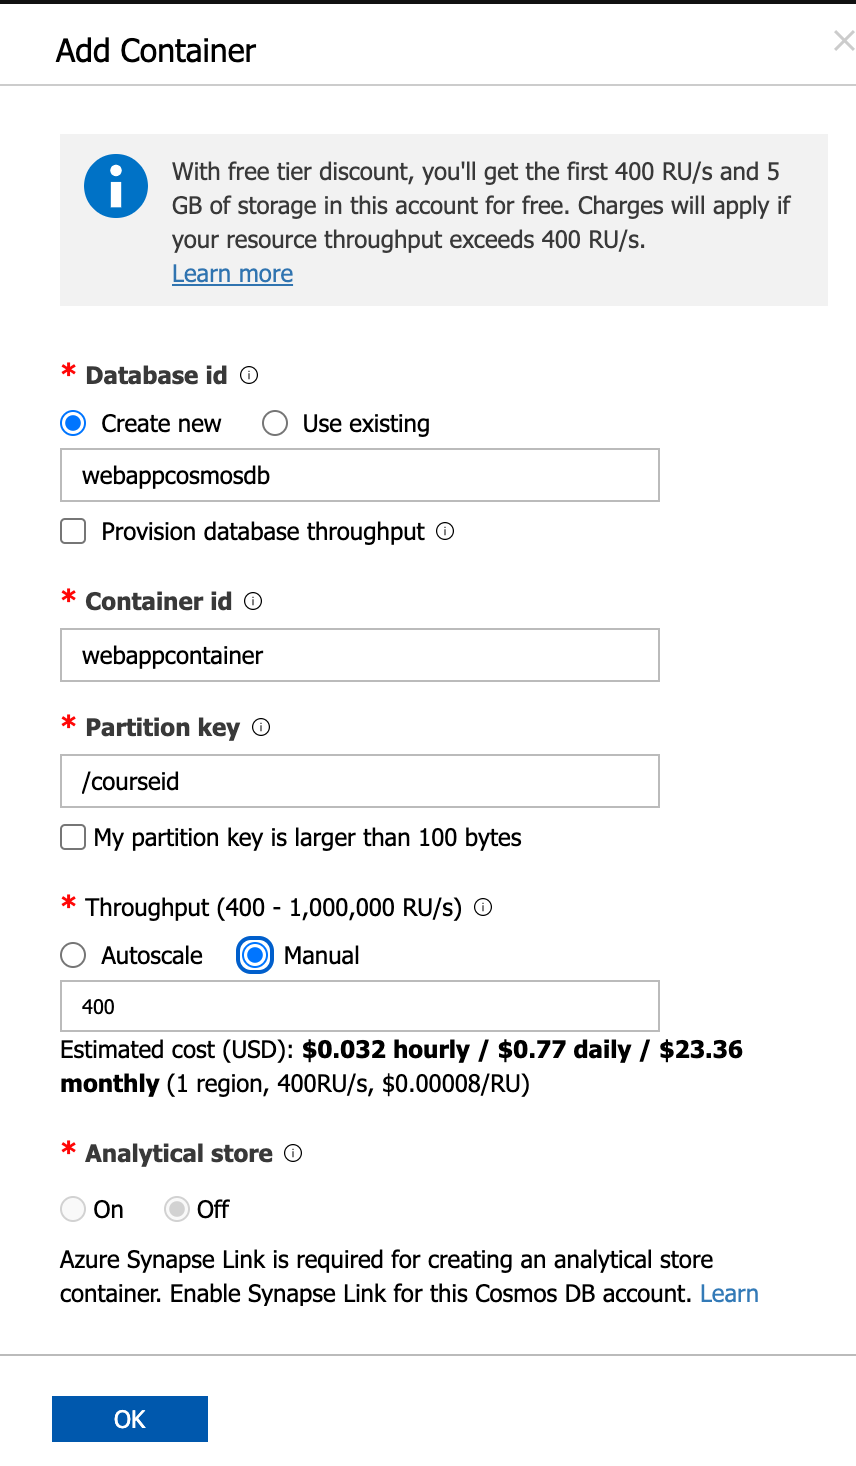 Add Container
With free tier discount, you'll get the first 400 RU/s and 5
GB of storage in this account for free. Charges will apply if
your resource throughput exceeds 400 RU/s.
Learn more
* Database id
Create new Use existing
webappcosmosdb
Provision database throughput
* Container id
webappcontainer
* Partition key
/courseid
My partition key is larger than 100 bytes
* Throughput (400 - 1,000,000 RU/s)
Autoscale Manual
400
Estimated cost (USD): $0.032 hourly / $0.77 daily / $23.36
monthly (1 region, 400RU/s, $0.00008/RU)
* Analytical store
On Off
Azure Synapse Link is required for creating an analytical store
container. Enable Synapse Link for this Cosmos DB account. Learn
OK